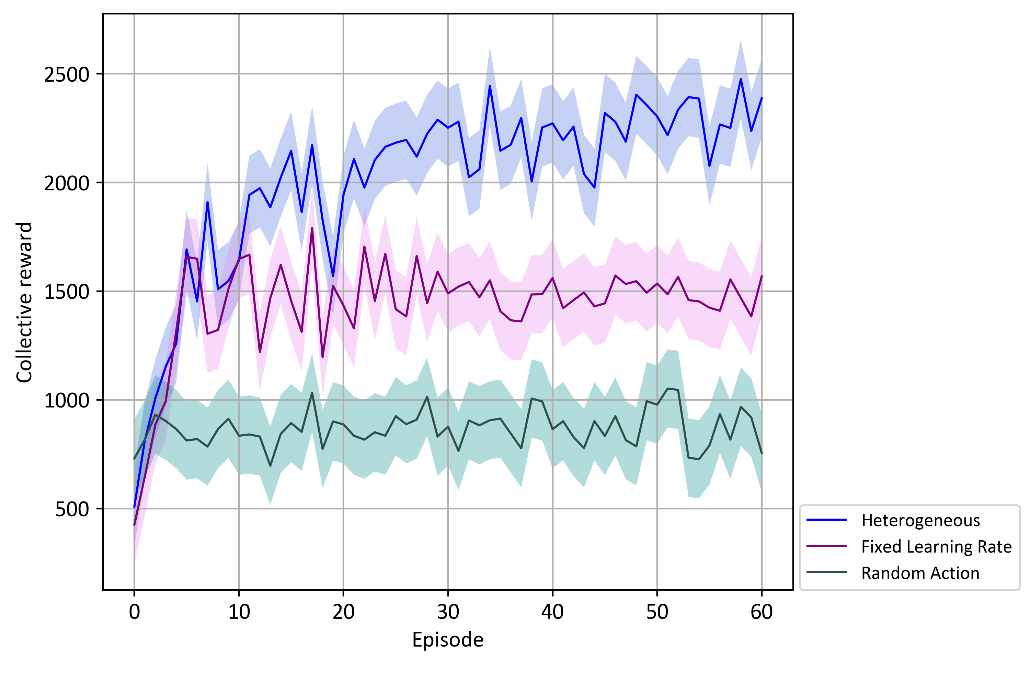 2500
2000
1500
1000
500
Collective reward
0 10 20 30 40 50 60
Episode
Heterogeneous
Fixed Learning Rate
Random Action